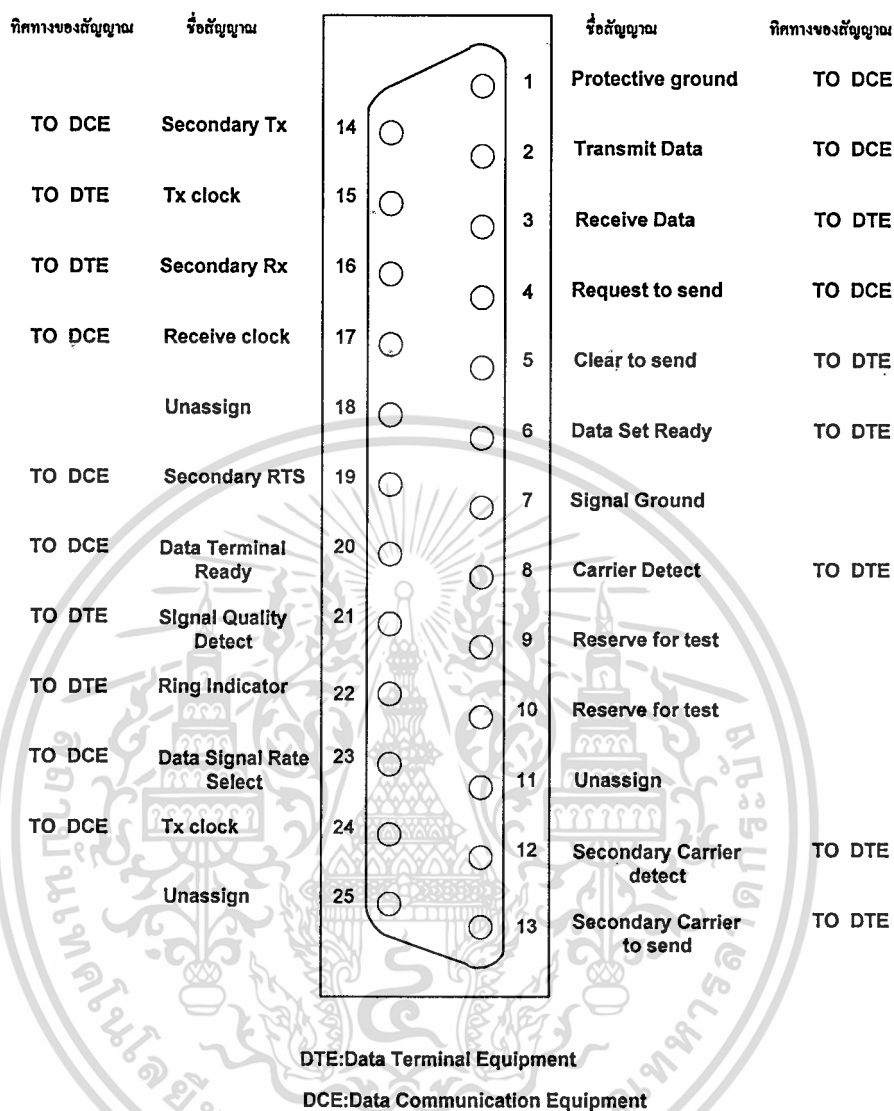 ทิศทางของสัญญาณ ชื่อสัญญาณ ชื่อสัญญาณ ทิศทางของสัญญาณ
1 Protective ground TO DCE
TO DCE Secondary Tx 14
2 Transmit Data TO DCE
TO DTE Tx clock 15
3 Receive Data TO DTE
TO DTE Secondary Rx 16
4 Request to send TO DCE
TO DCE Receive clock 17
5 Clear to send TO DTE
Unassign 18
6 Data Set Ready TO DTE
TO DCE Secondary RTS 19
7 Signal Ground
TO DCE Data Terminal 20
Ready
8 Carrier Detect TO DTE
TO DTE Signal Quality 21
Detect
9 Reserve for test
TO DTE Ring Indicator 22
10 Reserve for test
TO DCE Data Signal Rate 23
Select
11 Unassign
TO DCE Tx clock 24
12 Secondary Carrier TO DTE
detect
Unassign 25
13 Secondary Carrier TO DTE
to send
DTE:Data Terminal Equipment
DCE:Data Communication Equipment